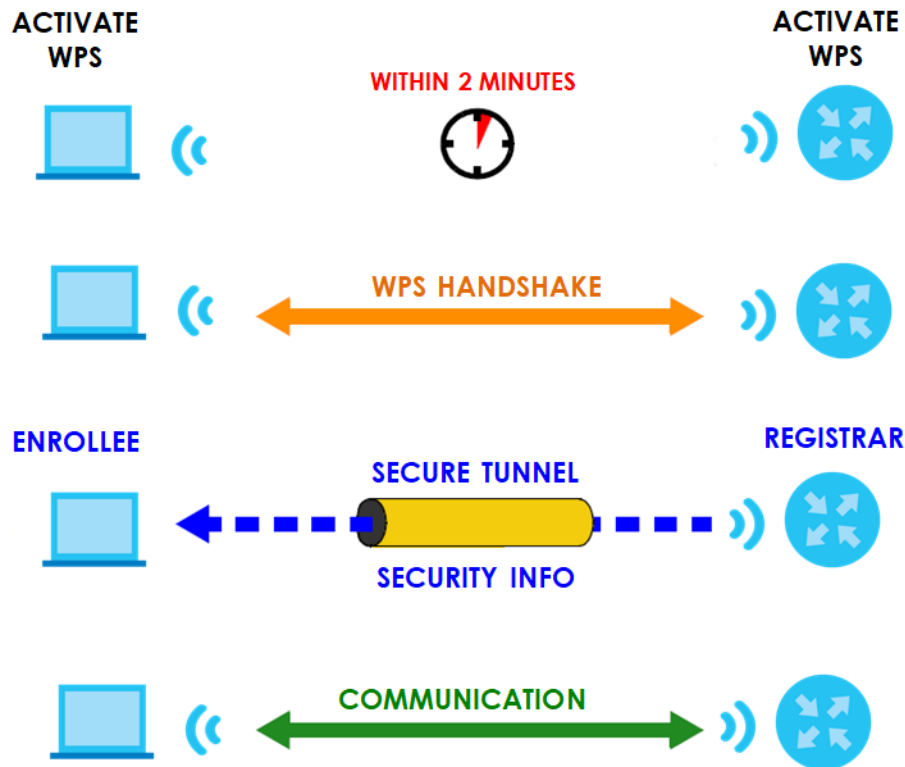 ACTIVATE
WPS
ACTIVATE
WPS
WITHIN 2 MINUTES
WPS HANDSHAKE
ENROLLEE
REGISTRAR
SECURE TUNNEL
SECURITY INFO
COMMUNICATION